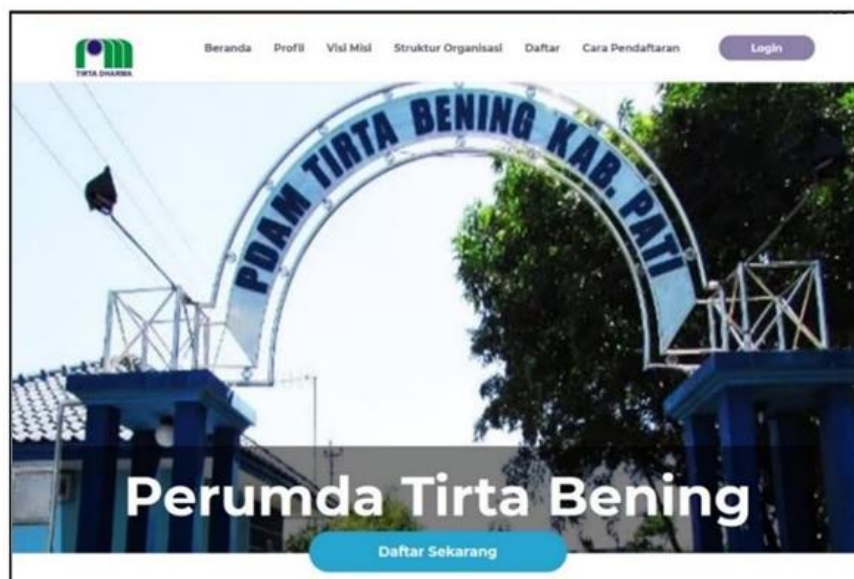 TIRTA DHARMA
Beranda Profil Visi Misi Struktur Organisasi Daftar Cara Pendaftaran Login
PDAM TIRTA BENING KAB. PATI
Perumda Tirta Bening
Daftar Sekarang